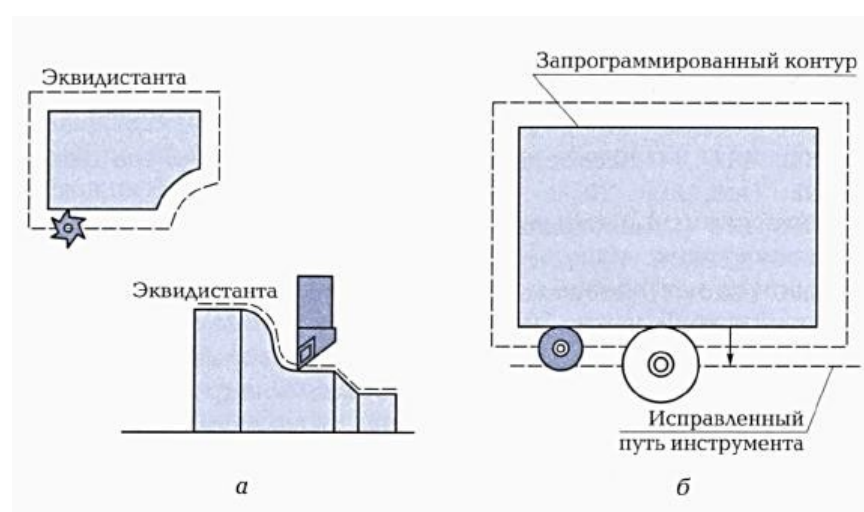 Эквидистанта
Запрограммированный контур
Эквидистанта
Исправленный
путь инструмента
а
б